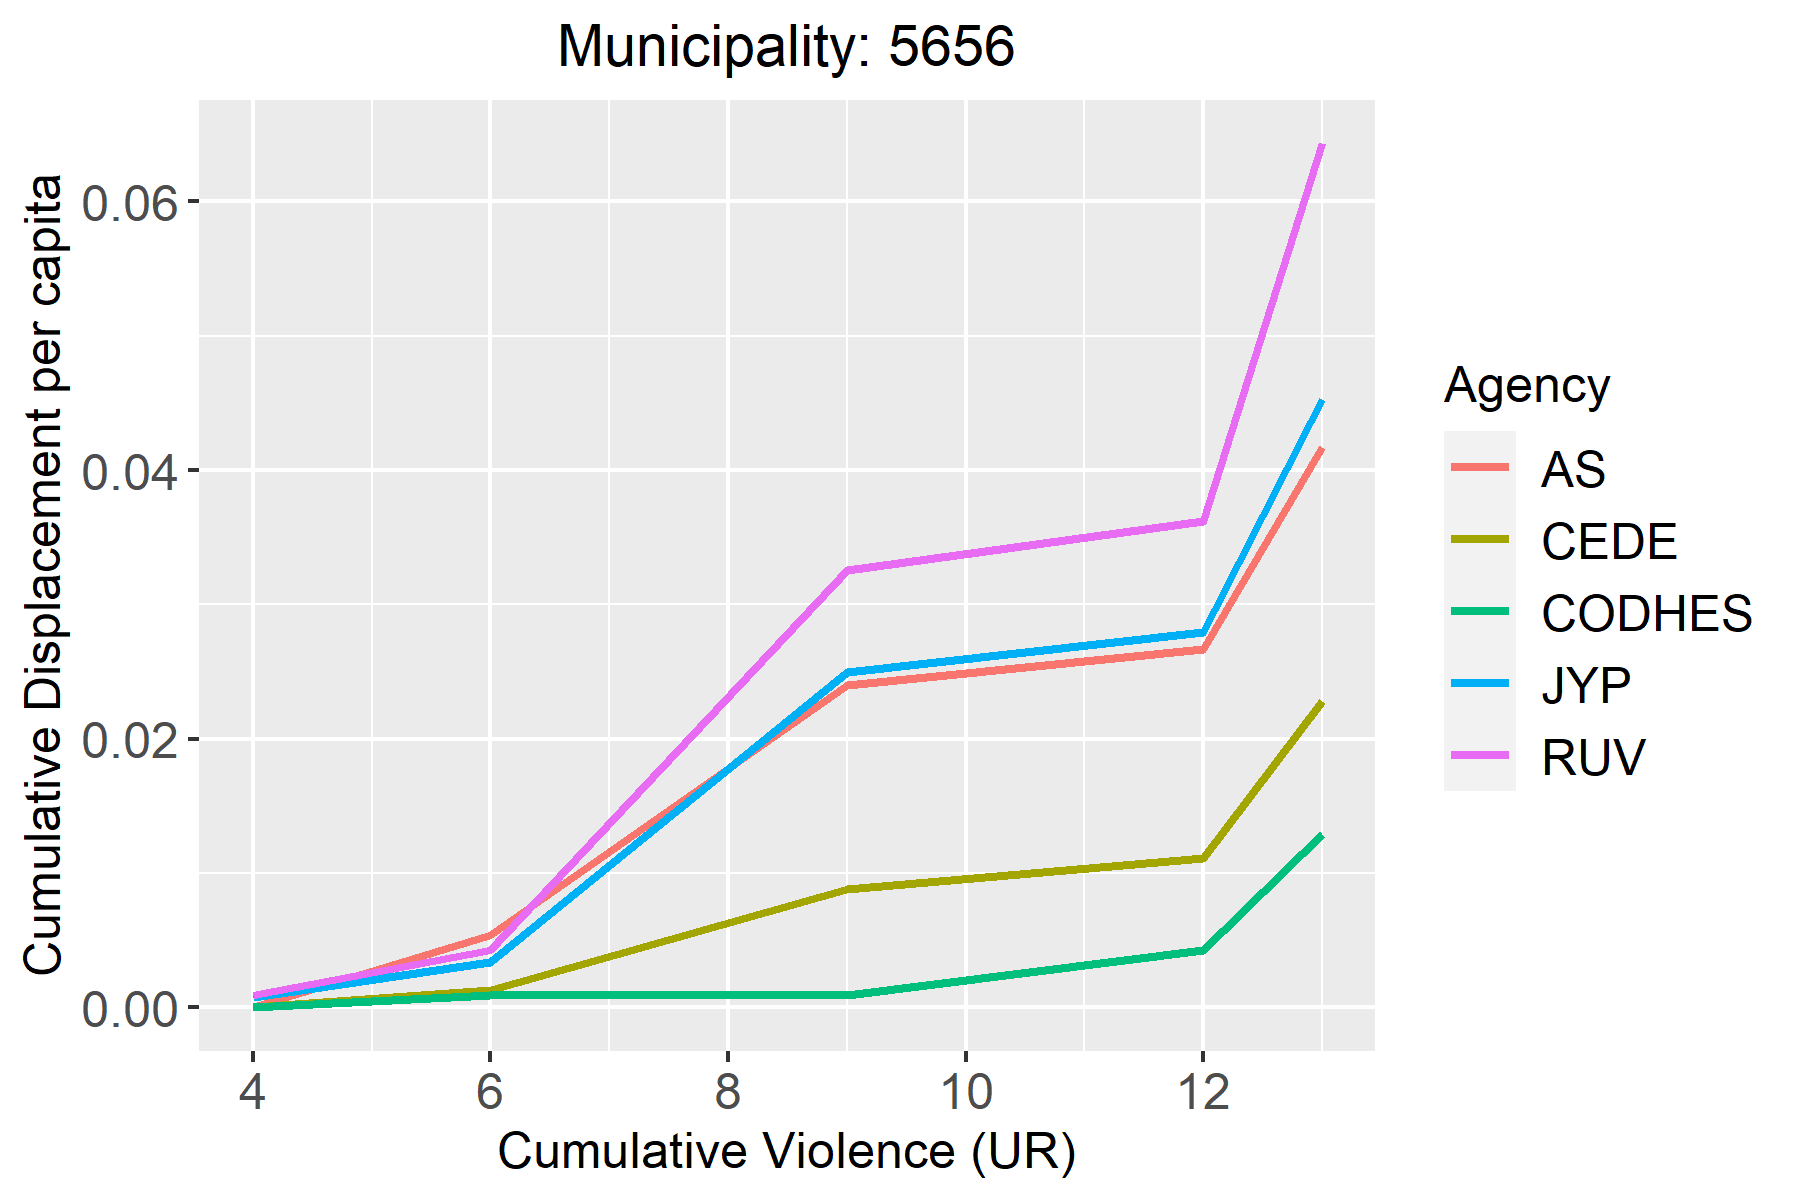 Municipality: 5656
Cumulative Displacement per capita
0.06
0.04
0.02
0.00
4 6 8 10 12
Cumulative Violence (UR)
Agency
AS
CEDE
CODHES
JYP
RUV